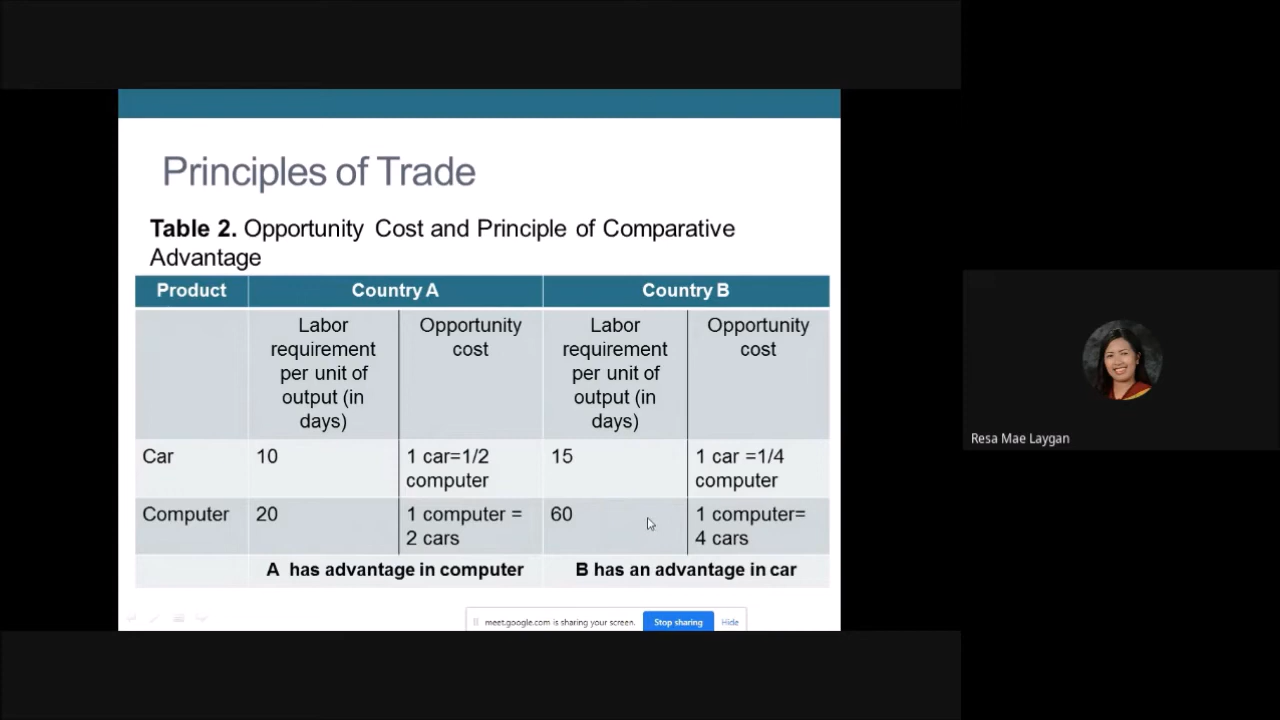 Principles of Trade
Table 2. Opportunity Cost and Principle of Comparative
Advantage
Product Country A Country B
Labor
requirement
per unit of
output (in
days)
Opportunity
cost
Labor
requirement
per unit of
output (in
days)
Opportunity
cost
Car
10
1 car=1/2
computer
15
1 car =1/4
computer
Computer
20
1 computer =
2 cars
60
1 computer=
4 cars
A has advantage in computer
B has an advantage in car
meet.google.com is sharing your screen. Stop sharing Hide
Resa Mae Laygan